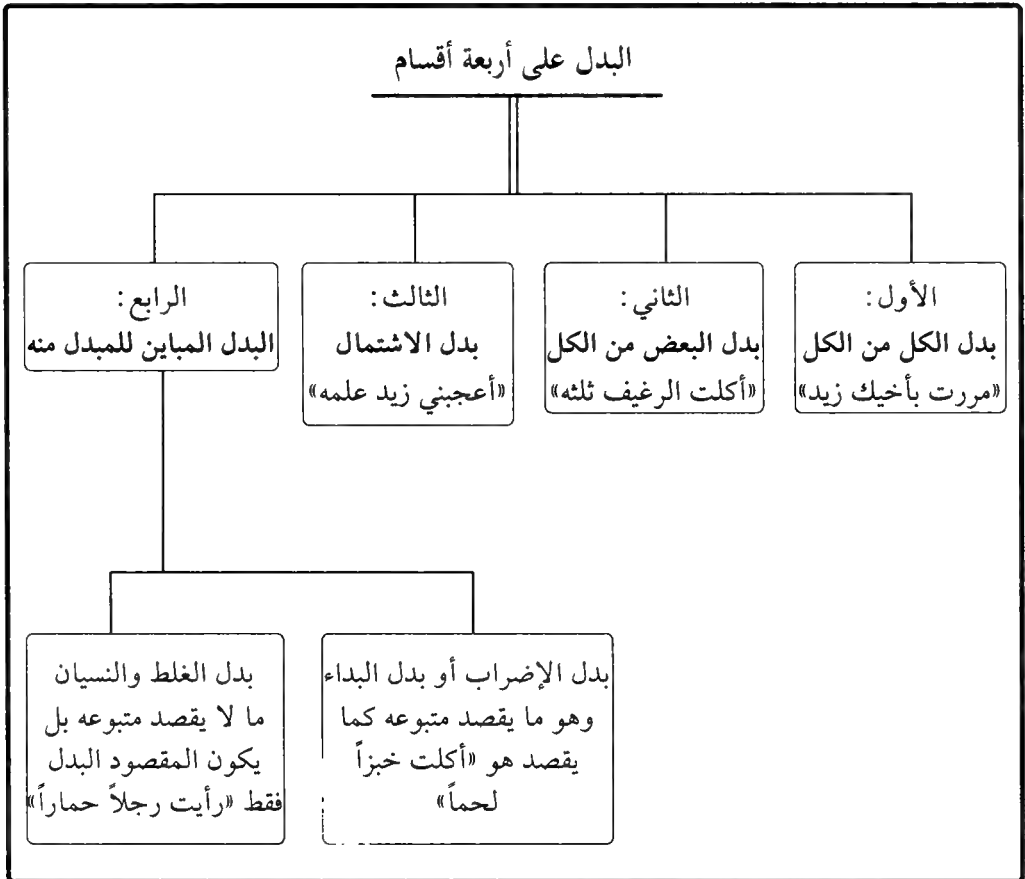 البدل على أربعة أقسام
الأول:
بدل الكل من الكل
«مررت بأخيك زيد»
الثاني:
بدل البعض من الكل
«أكلت الرغيف ثلثه»
الثالث:
بدل الاشتمال
«أعجبني زيد علمه»
الرابع:
البدل المباين للمبدل منه
بدل الإضراب أو بدل البداء
وهو ما يقصد متبوعه كما
يقصد هو «أكلت خبزاً
لحماً»
بدل الغلط والنسيان
ما لا يقصد متبوعه بل
يكون المقصود البدل
فقط «رأيت رجلاً حماراً»